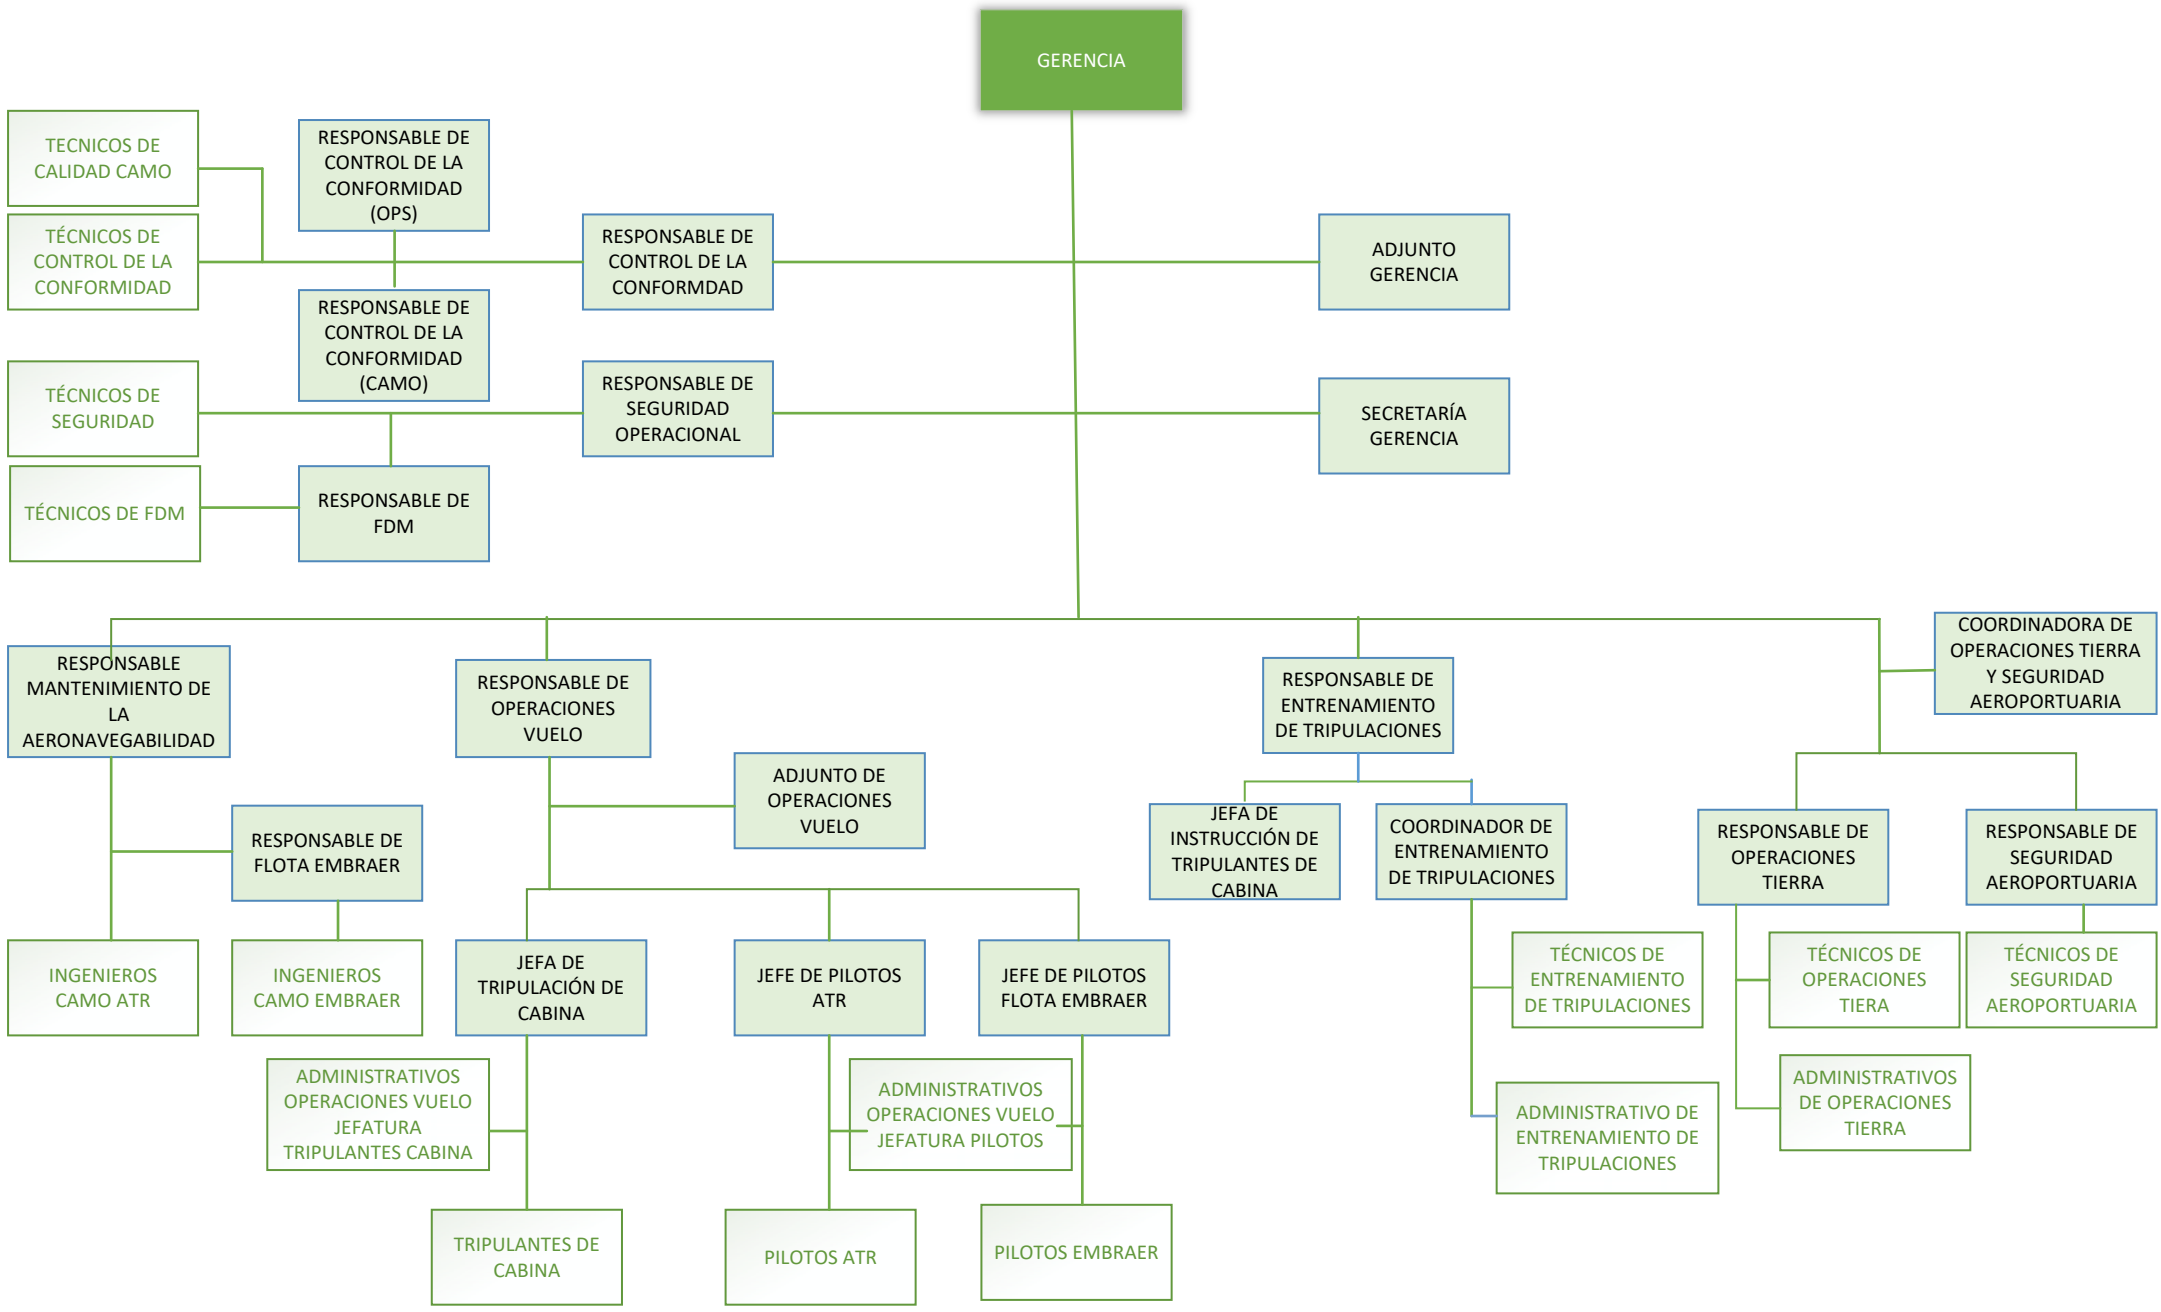 GERENCIA
TECNICOS DE
CALIDAD CAMO
RESPONSABLE DE
CONTROL DE LA
CONFORMIDAD
(OPS)
TÉCNICOS DE
CONTROL DE LA
CONFORMIDAD
RESPONSABLE DE
CONTROL DE LA
CONFORMDAD
ADJUNTO
GERENCIA
RESPONSABLE DE
CONTROL DE LA
CONFORMIDAD
(CAMO)
TÉCNICOS DE
SEGURIDAD
RESPONSABLE DE
SEGURIDAD
OPERACIONAL
SECRETARÍA
GERENCIA
TÉCNICOS DE FDM
RESPONSABLE DE
FDM
RESPONSABLE
MANTENIMIENTO DE
LA
AERONAVEGABILIDAD
RESPONSABLE DE
OPERACIONES
VUELO
RESPONSABLE DE
ENTRENAMIENTO
DE TRIPULACIONES
COORDINADORA DE
OPERACIONES TIERRA
Y SEGURIDAD
AEROPORTUARIA
ADJUNTO DE
OPERACIONES
VUELO
RESPONSABLE DE
FLOTA EMBRAER
JEFA DE
INSTRUCCIÓN DE
TRIPULANTES DE
CABINA
COORDINADOR DE
ENTRENAMIENTO
DE TRIPULACIONES
RESPONSABLE DE
OPERACIONES
TIERRA
RESPONSABLE DE
SEGURIDAD
AEROPORTUARIA
INGENIEROS
CAMO ATR
INGENIEROS
CAMO EMBRAER
JEFA DE
TRIPULACIÓN DE
CABINA
JEFE DE PILOTOS
ATR
JEFE DE PILOTOS
FLOTA EMBRAER
TÉCNICOS DE
ENTRENAMIENTO
DE TRIPULACIONES
TÉCNICOS DE
OPERACIONES
TIERA
TÉCNICOS DE
SEGURIDAD
AEROPORTUARIA
ADMINISTRATIVOS
OPERACIONES VUELO
JEFATURA
TRIPULANTES CABINA
ADMINISTRATIVOS
OPERACIONES VUELO
JEFATURA PILOTOS
ADMINISTRATIVO DE
ENTRENAMIENTO DE
TRIPULACIONES
ADMINISTRATIVOS
DE OPERACIONES
TIERRA
TRIPULANTES DE
CABINA
PILOTOS ATR
PILOTOS EMBRAER